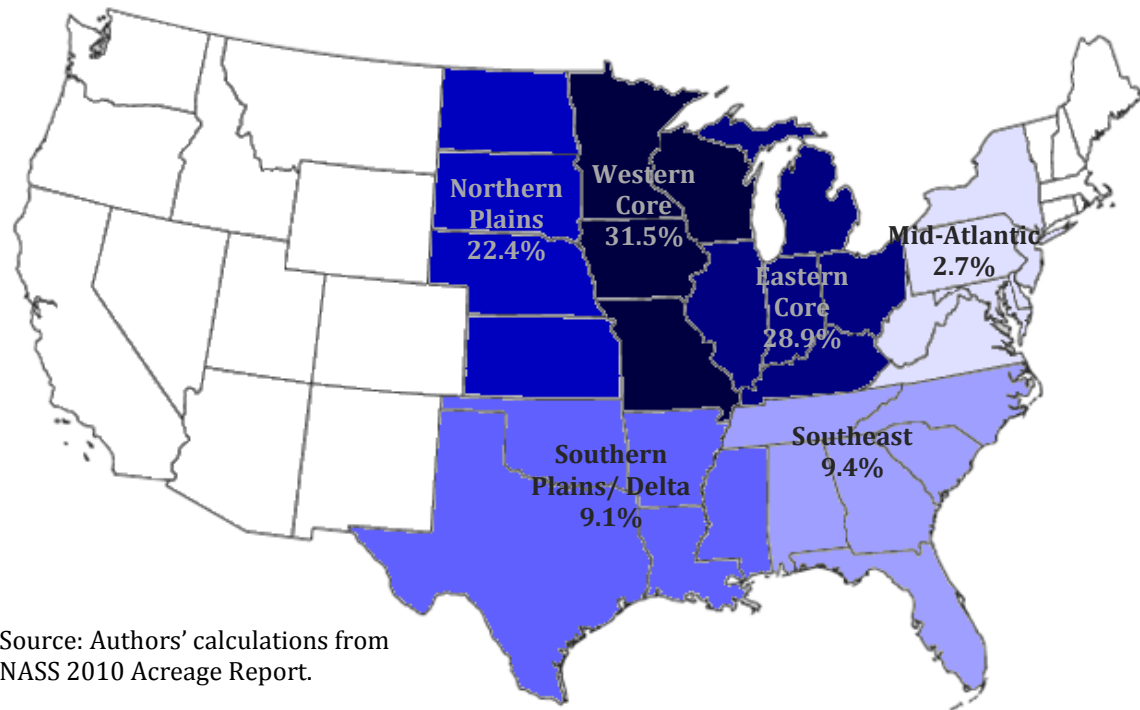 Northern
Plains
22.4%
Western
Core
31.5%
Eastern
Core
28.9%
Mid-Atlantic
2.7%
Southern
Plains/ Delta
9.1%
Southeast
9.4%
Source: Authors’ calculations from
NASS 2010 Acreage Report.